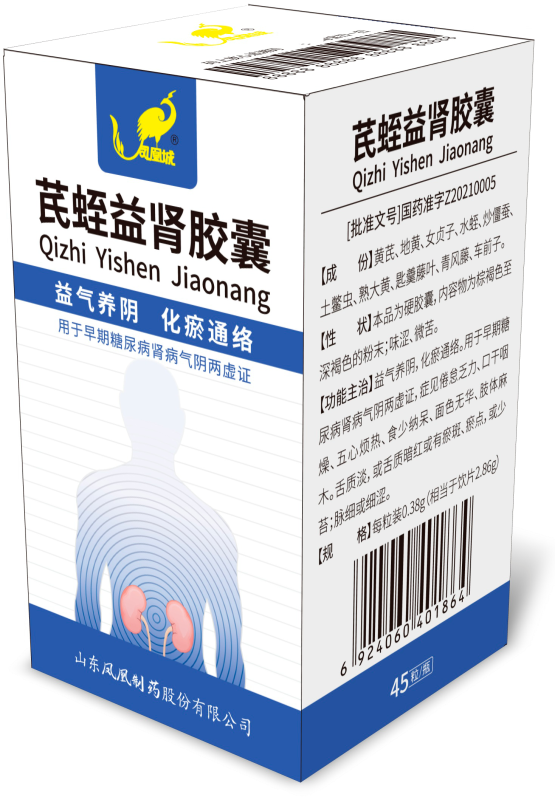 凤凰城®
芪蛭益肾胶囊
Qizhi Yishen Jiaonang
益气养阴 化瘀通络
用于早期糖尿病肾病气阴两虚证
山东凤凰制药股份有限公司
芪蛭益肾胶囊
Qizhi Yishen Jiaonang
[批准文号]国药准字Z20210005
【成 份】黄芪、地黄、女贞子、水蛭、炒僵蚕、
土鳖虫、熟大黄、匙羹藤叶、青风藤、车前子。
【性 状】本品为硬胶囊，内容物为棕褐色至
深褐色的粉末；味涩、微苦。
【功能主治】益气养阴，化瘀通络。用于早期糖
尿病肾病气阴两虚证，症见倦怠乏力、口干咽
燥、五心烦热、食少纳呆、面色无华、肢体麻
木。舌质淡，或舌质暗红或有瘀斑、瘀点，或少
苔；脉细或细涩。
【规 格】每粒装0.38g（相当于饮片2.86g）
6 924060 401864
45粒/瓶